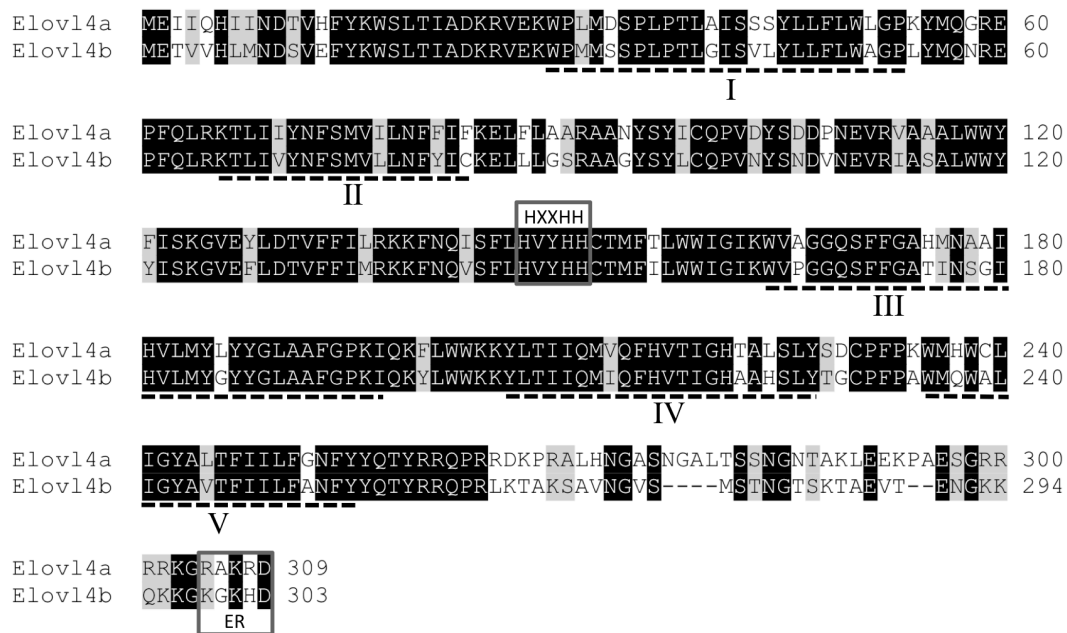 Elovl4a MEIIQHIINDTVHFYKWSLTIADKRVEKWPLMDSPLPTLAISSSYLLFLWLGPKYMQGRE 60
Elovl4b METVVHLMNDSVEFYKWSLTIADKRVEKWPMMSSPLPTLGISVLYLLFLWAGPLYMQNRE 60
I
Elovl4a PFQLRKTLIIYNFSMVILNFFIFKELFLAARAANYSYICQPVDYSDDPNEVRVAAALWWY 120
Elovl4b PFQLRKTLIVYNFSMVLLNFYICKELLLGSRAAGYSYLCQPVNYSNDVNEVRIASALWWY 120
II
HXXHH
Elovl4a FISKGVEYLDTVFFILRKKFNQISFLHVYHHCTMFTLWWIGIKWVAGGQSFFGAHMNAAI 180
Elovl4b YISKGVEFLDTVFFIMRKKFNQVSFLHVYHHCTMFILWWIGIKWVPGGQSFFGATINSGI 180
III
Elovl4a HVLMYLYYGLAAFGPKIQKFLWWKKYLTIIQMVQFHVTIGHTALSLYSDCPFPKWMHWCL 240
Elovl4b HVLMYGYYGLAAFGPKIQKYLWWKKYLTIIQMIQFHVTIGHAAHSLYTGCPFPAWMQWAL 240
IV
Elovl4a IGYALTFIILFGNFYYQTYRRQPRRDKPRALHNGASNGALTSSNGNTAKLEEKPAESGRR 300
Elovl4b IGYAVTFIILFANFYYQTYRRQPRLKTAKSAVNGVS----MSTNGTSKTAEVT--ENGKK 294
V
Elovl4a RRKGRAKRD 309
Elovl4b QKKGKGKHD 303
ER